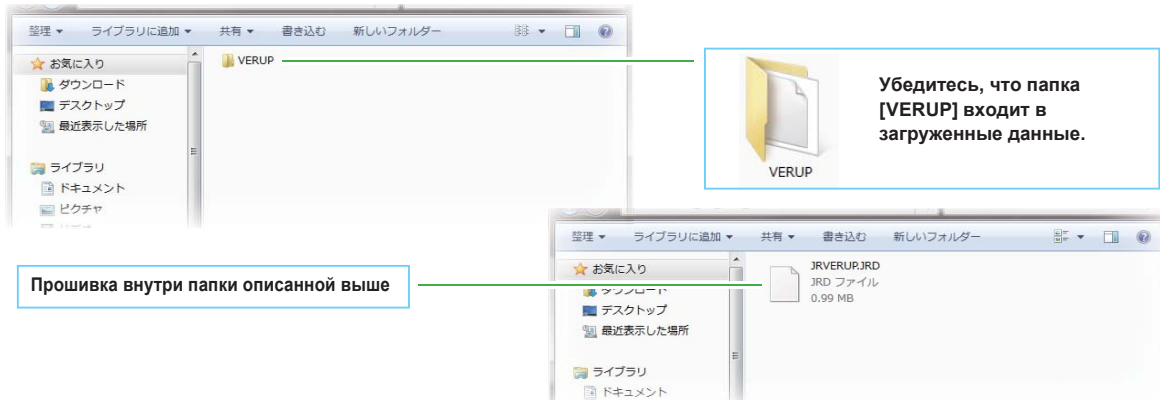 整理 ▼ ライブラリに追加 ▼ 共有 ▼ 書き込む 新しいフォルダー
お気に入り
ダウンロード
デスクトップ
最近表示した場所
ライブラリ
ドキュメント
ピクチャ
VERUP
VERUP
Убедитесь, что папка
[VERUP] входит в
загруженные данные.
Прошивка внутри папки описанной выше
整理 ▼ ライブラリに追加 ▼ 共有 ▼ 書き込む 新しいフォルダー
お気に入り
ダウンロード
デスクトップ
最近表示した場所
ライブラリ
ドキュメント
JRVERUP.JRD
JRD ファイル
0.99 MB